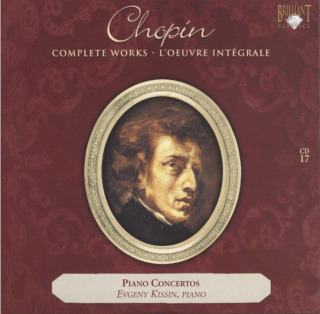 Chopin
COMPLETE WORKS - L'OEUVRE INTÉGRALE
BRILLIANT
CLASSICS
CD
17
PIANO CONCERTOS
EVGENY KISSIN, PIANO